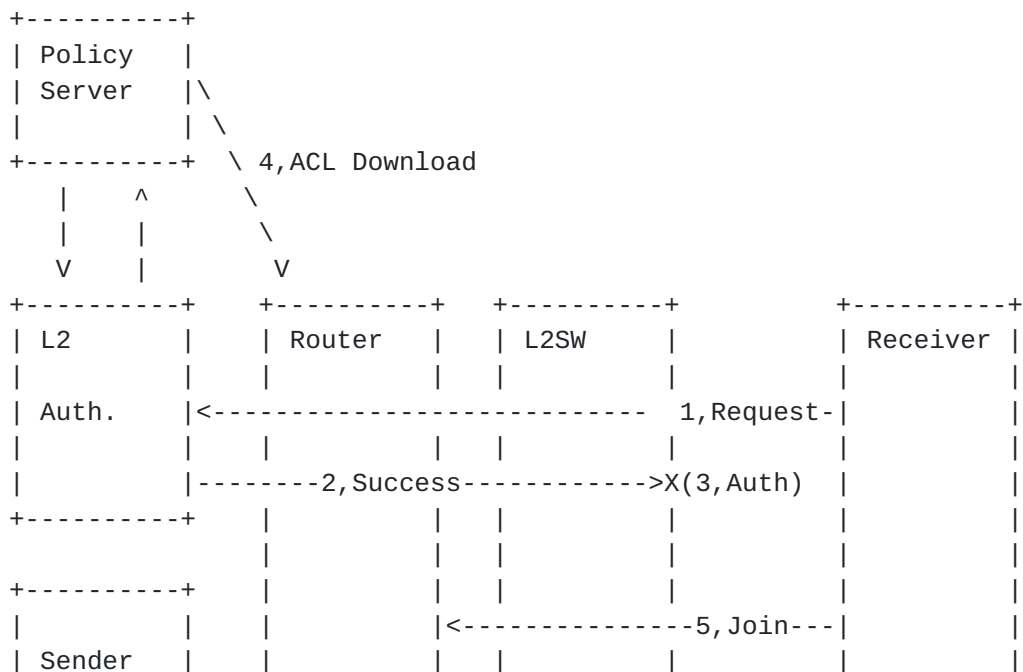 +----------+
| Policy   |
| Server   |\
|          | \
+----------+  \ 4,ACL Download
   |    ^      \
   |    |       \
   V    |        V
+----------+    +----------+   +----------+          +----------+
| L2       |    | Router   |   | L2SW     |          | Receiver |
|          |    |          |   |          |          |          |
| Auth.    |<----------------------------  1,Request-|          |
|          |    |          |   |          |          |          |
|          |--------2,Success------------>X(3,Auth)  |          |
+----------+    |          |   |          |          |          |
                |          |   |          |          |          |
+----------+    |          |   |          |          |          |
|          |    |          |<---------------5,Join---|          |
| Sender   |    |          |   |          |          |          |